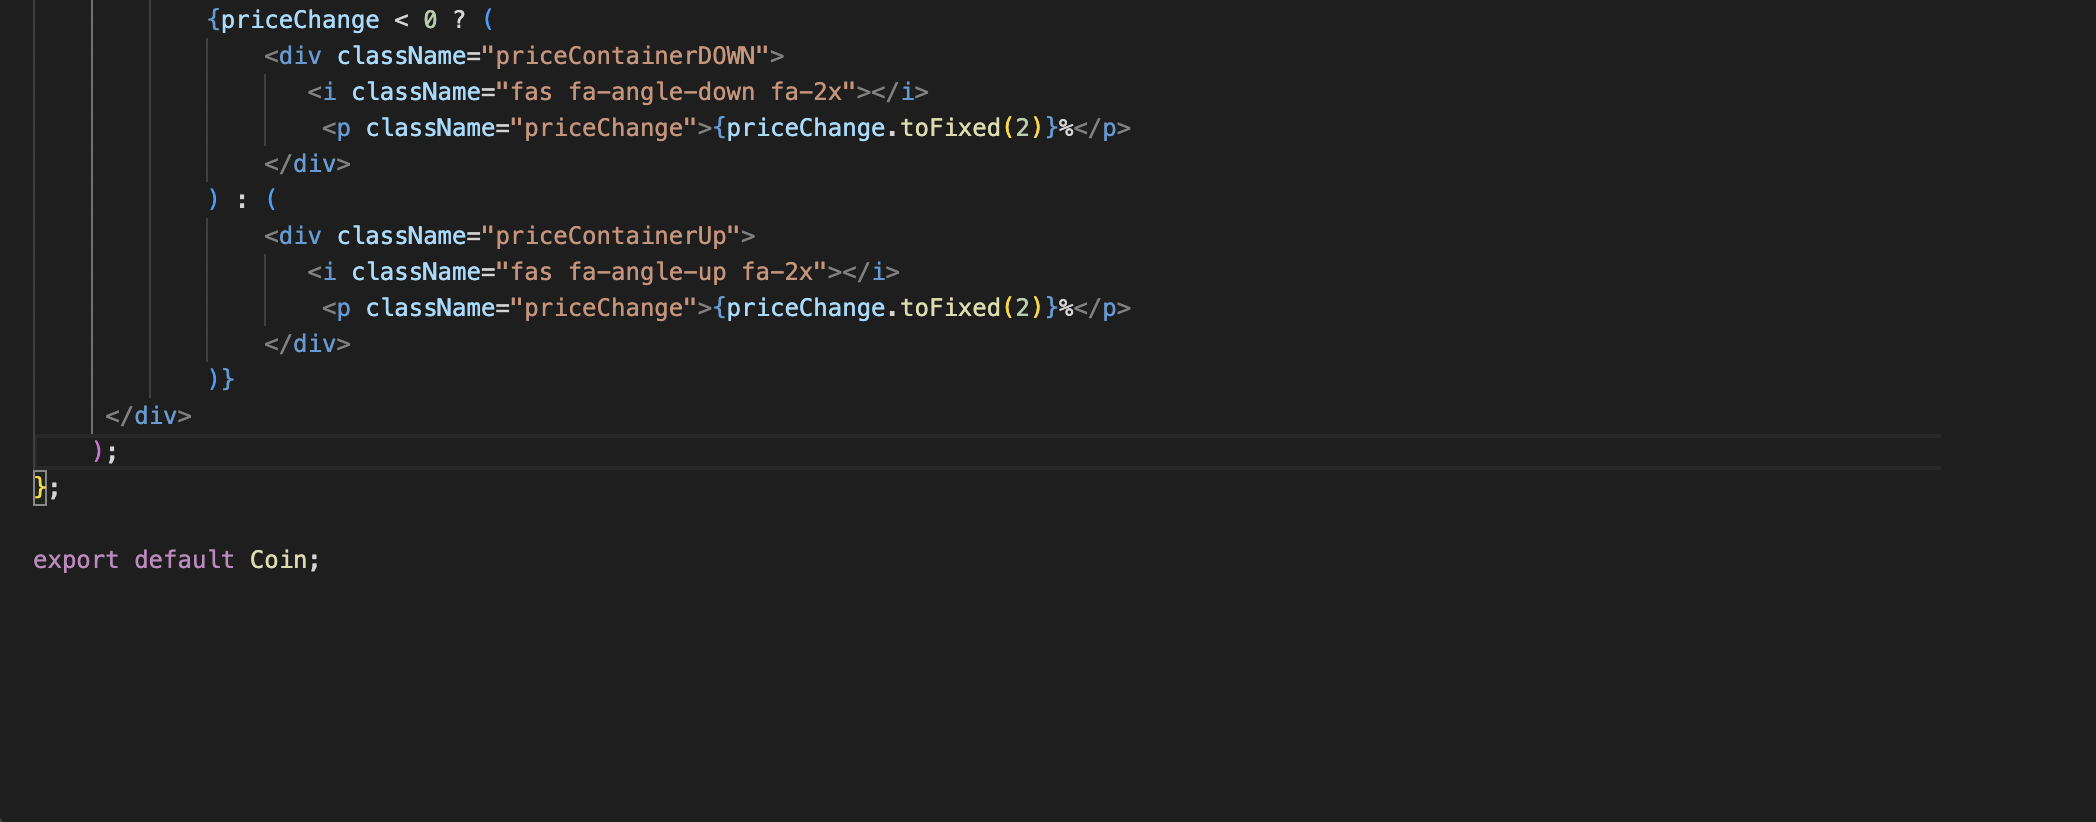 {priceChange < 0 ? (
<div className="priceContainerDOWN">
<i className="fas fa-angle-down fa-2x"></i>
<p className="priceChange">{priceChange.toFixed(2)}%</p>
</div>
) : (
<div className="priceContainerUp">
<i className="fas fa-angle-up fa-2x"></i>
<p className="priceChange">{priceChange.toFixed(2)}%</p>
</div>
)}
</div>
);
};
export default Coin;